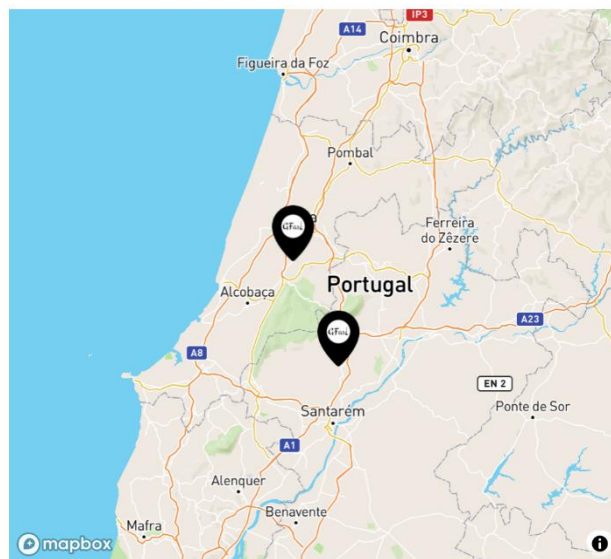 IP3
A14
Coimbra
Figueira da Foz
Pombal
Ferreira
do Zêzere
Portugal
Alcobaça
A23
A8
EN 2
Ponte de Sor
Santarém
A1
Alenquer
Benavente
Mafra
mapbox